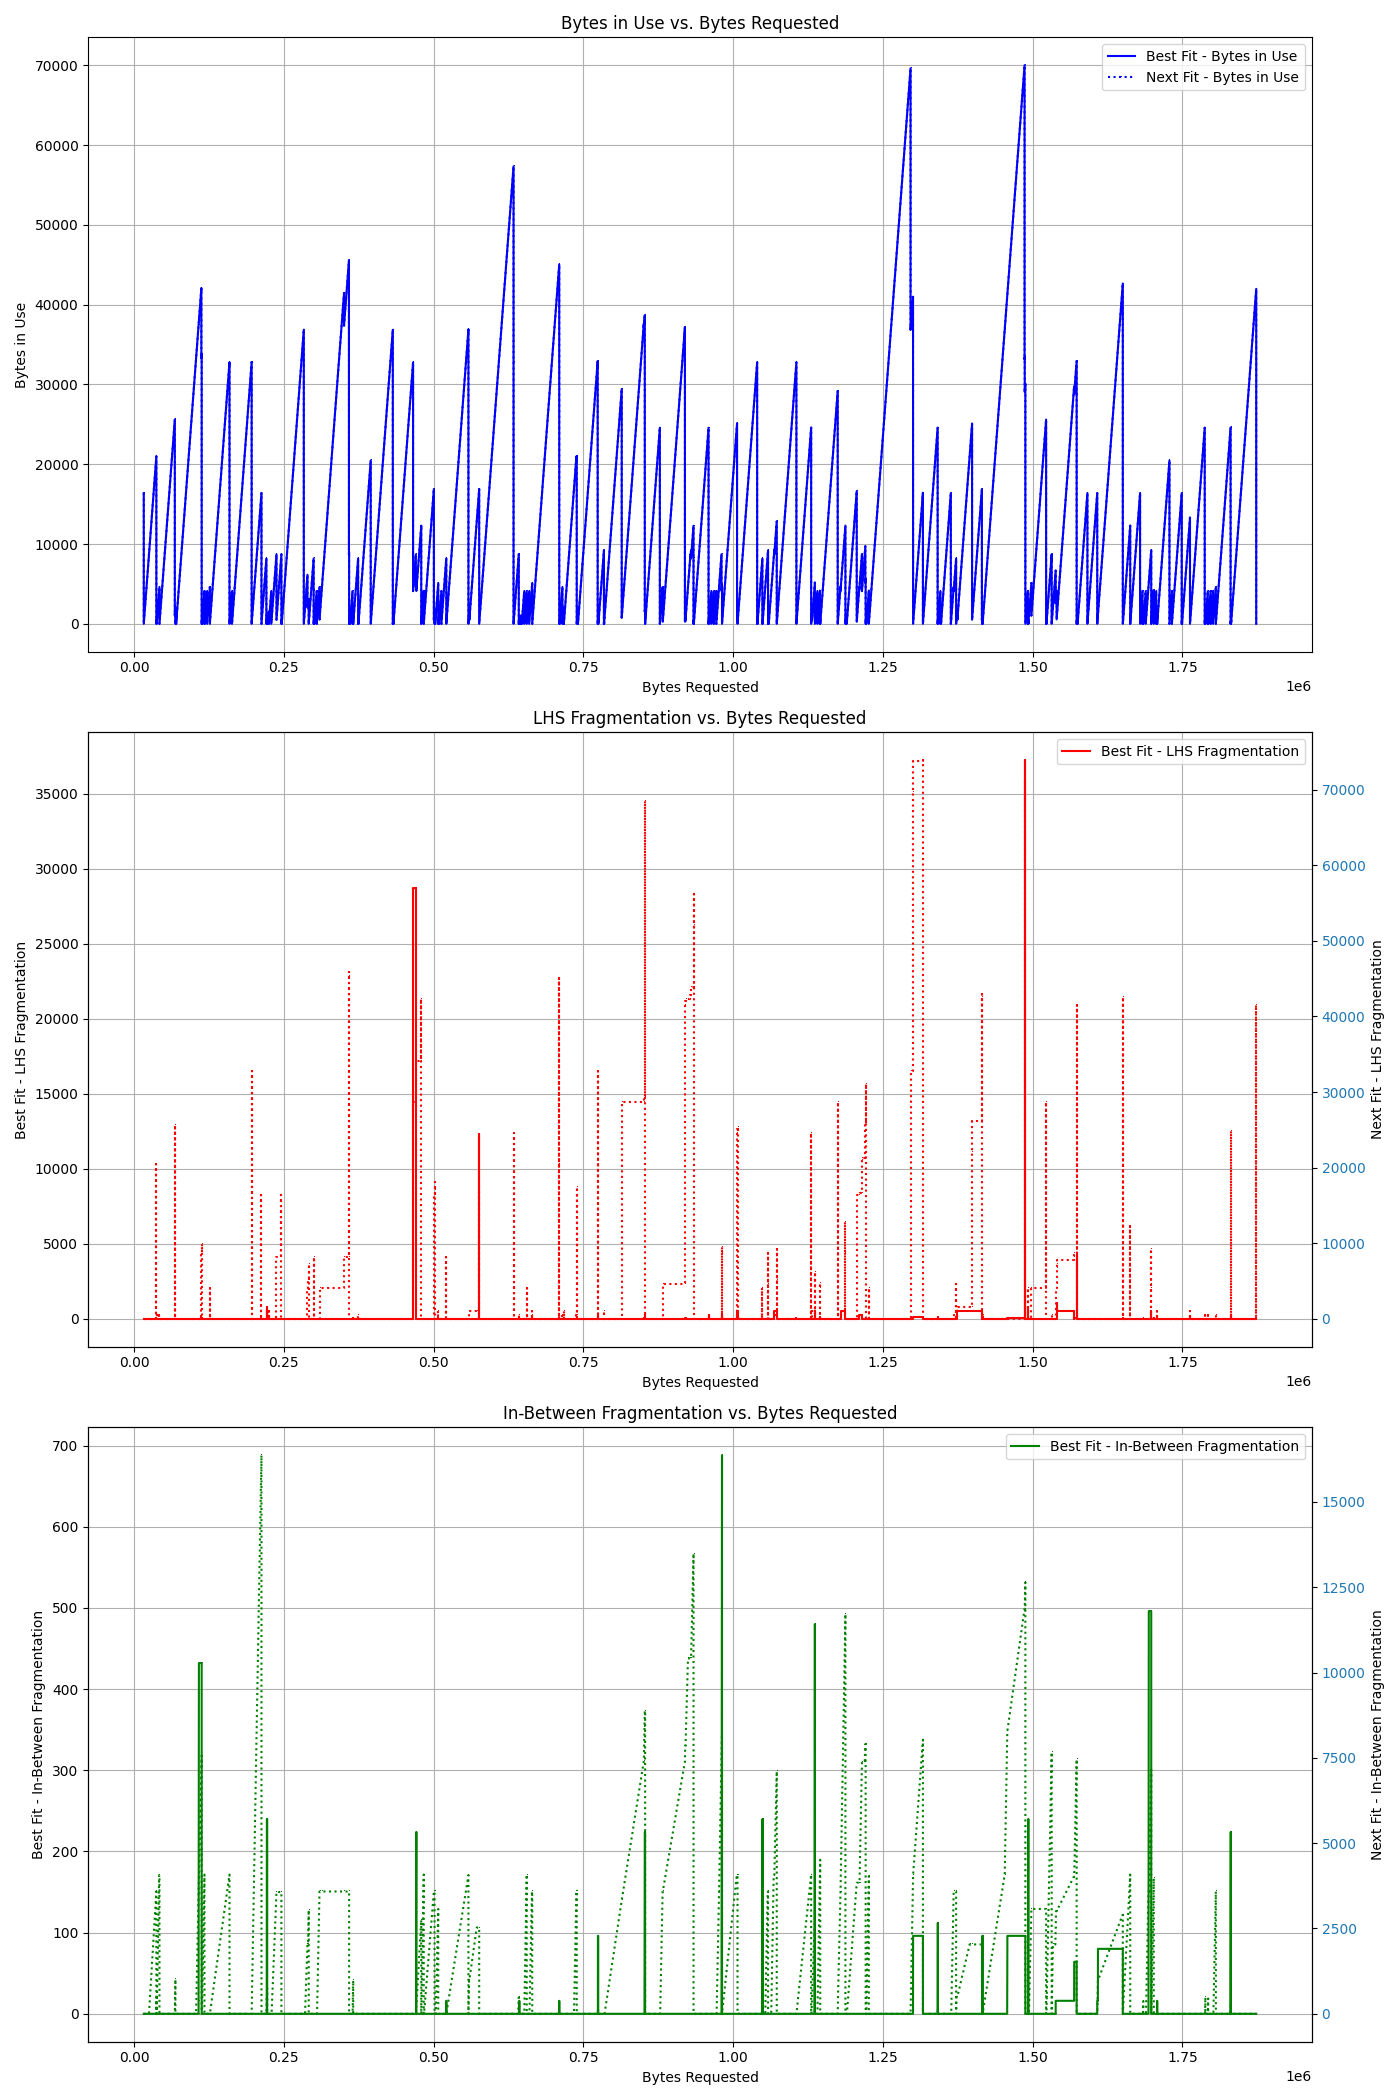 Bytes in Use vs. Bytes Requested
Best Fit - Bytes in Use
Next Fit - Bytes in Use
Bytes in Use
70000
60000
50000
40000
30000
20000
10000
0
0.00 0.25 0.50 0.75 1.00 1.25 1.50 1.75
1e6
Bytes Requested
LHS Fragmentation vs. Bytes Requested
Best Fit - LHS Fragmentation
Best Fit - LHS Fragmentation
35000
30000
25000
20000
15000
10000
5000
0
70000
60000
50000
40000
30000
20000
10000
0
Next Fit - LHS Fragmentation
0.00 0.25 0.50 0.75 1.00 1.25 1.50 1.75
1e6
Bytes Requested
In-Between Fragmentation vs. Bytes Requested
Best Fit - In-Between Fragmentation
Best Fit - In-Between Fragmentation
700
600
500
400
300
200
100
0
15000
12500
10000
7500
5000
2500
0
Next Fit - In-Between Fragmentation
0.00 0.25 0.50 0.75 1.00 1.25 1.50 1.75
1e6
Bytes Requested